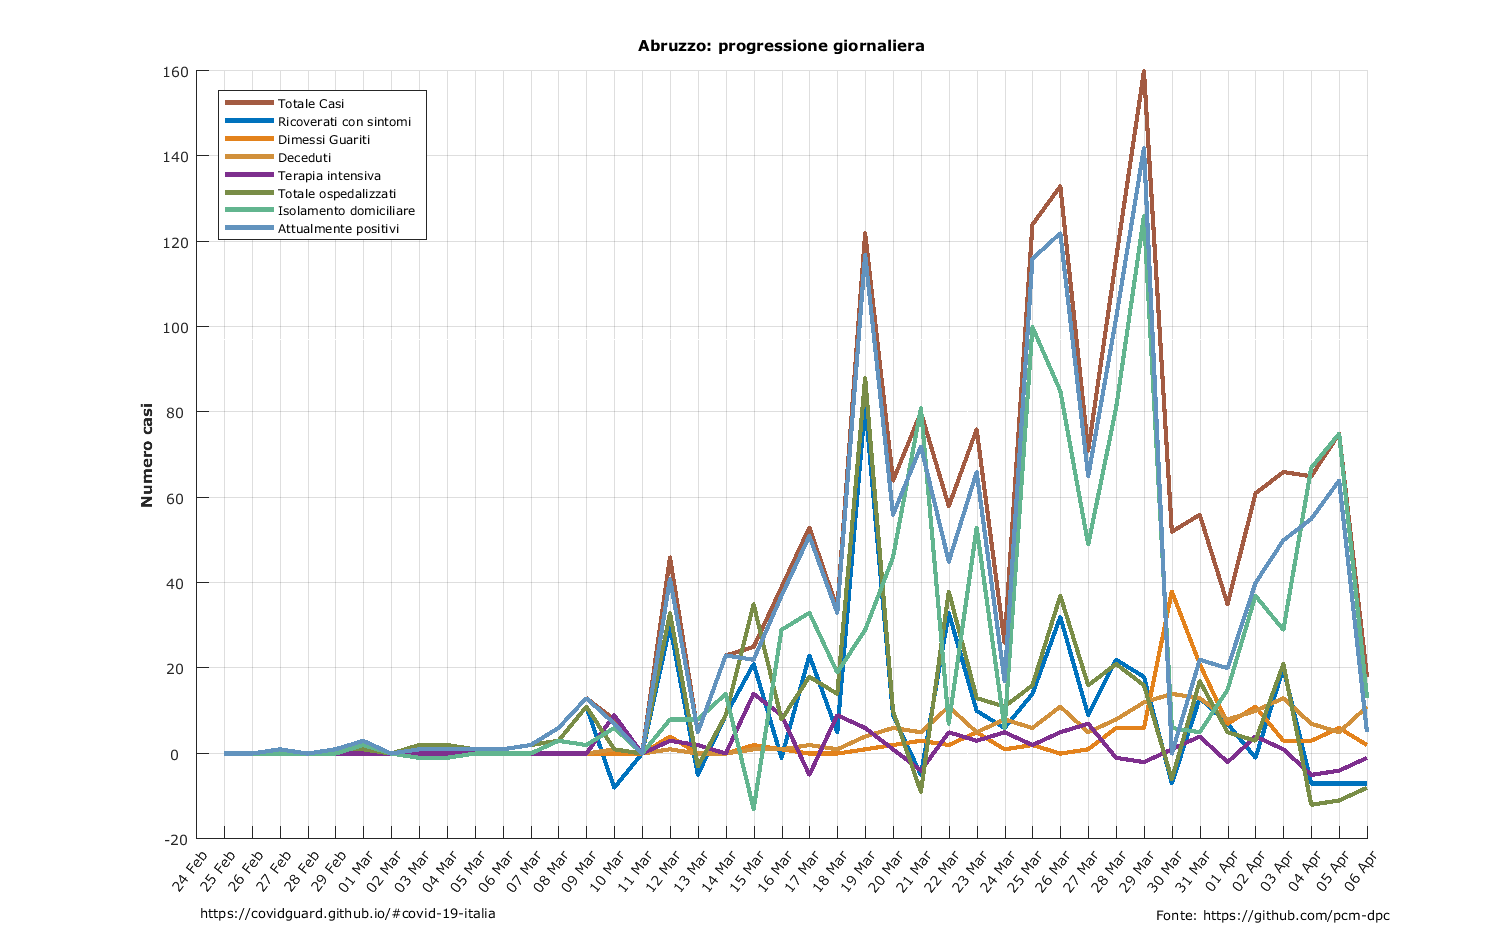 Abruzzo: progressione giornaliera
160
140
120
100
80
60
40
20
0
-20
Numero casi
Totale Casi
Ricoverati con sintomi
Dimessi Guariti
Deceduti
Terapia intensiva
Totale ospedalizzati
Isolamento domiciliare
Attualmente positivi
24 Feb
25 Feb
26 Feb
27 Feb
28 Feb
29 Feb
01 Mar
02 Mar
03 Mar
04 Mar
05 Mar
06 Mar
07 Mar
08 Mar
09 Mar
10 Mar
11 Mar
12 Mar
13 Mar
14 Mar
15 Mar
16 Mar
17 Mar
18 Mar
19 Mar
20 Mar
21 Mar
22 Mar
23 Mar
24 Mar
25 Mar
26 Mar
27 Mar
28 Mar
29 Mar
30 Mar
31 Mar
01 Apr
02 Apr
03 Apr
04 Apr
05 Apr
06 Apr
https://covidguard.github.io/#covid-19-italia
Fonte: https://github.com/pcm-dpc